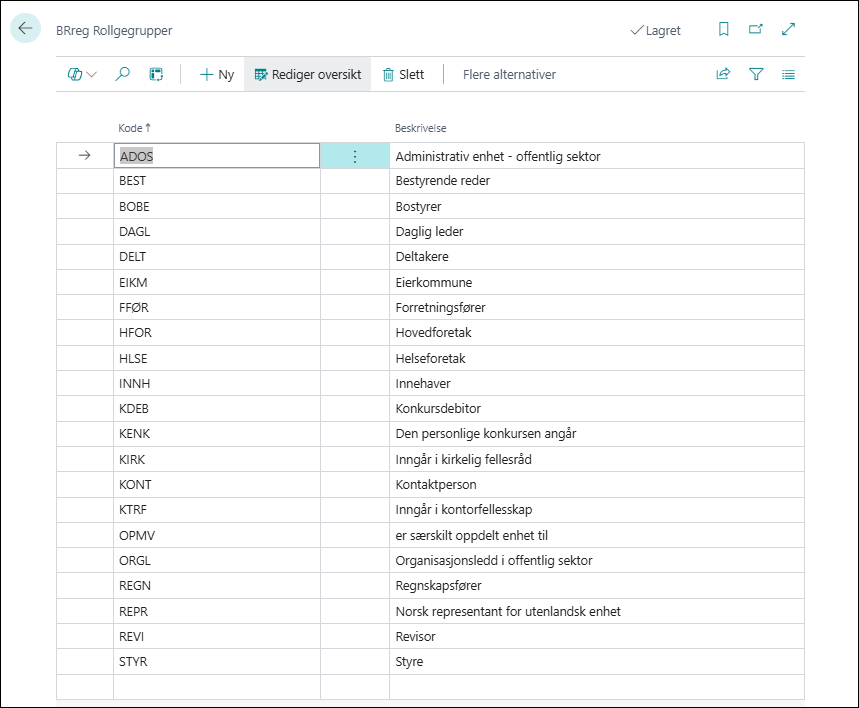 BRreg Rollgegrupper
Lagret
Ny Rediger oversikt Slett Flere alternativer
Kode ↑ Beskrivelse
ADOS Administrativ enhet - offentlig sektor
BEST Bestyrende reder
BOBE Bostyrer
DAGL Daglig leder
DELT Deltakere
EIKM Eierkommune
FFØR Forretningsfører
HFOR Hovedforetak
HLSE Helseforetak
INNH Innehaver
KDEB Konkursdebitor
KENK Den personlige konkursen angår
KIRK Inngår i kirkelig fellesråd
KONT Kontaktperson
KTRF Inngår i kontorfellesskap
OPMV er særskilt oppdelt enhet til
ORGL Organisasjonsledd i offentlig sektor
REGN Regnskapsfører
REPR Norsk representant for utenlandsk enhet
REVI Revisor
STYR Styre